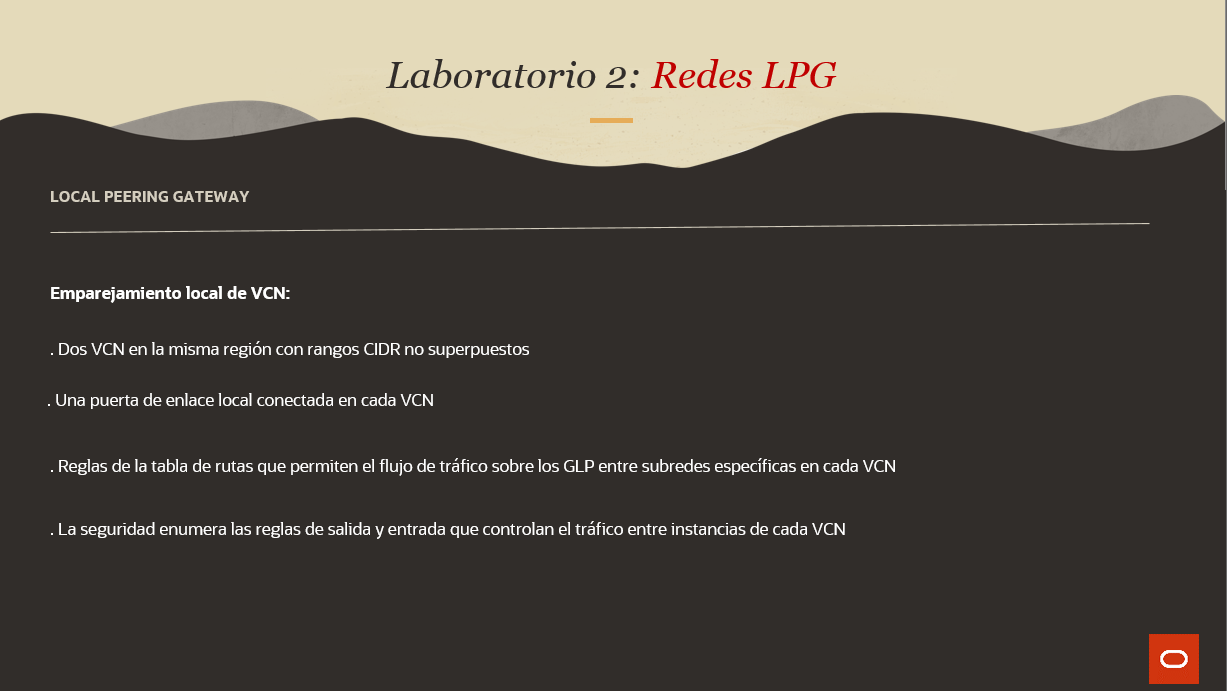 Laboratorio 2: Redes LPG
LOCAL PEERING GATEWAY
Emparejamiento local de VCN:
. Dos VCN en la misma región con rangos CIDR no superpuestos
. Una puerta de enlace local conectada en cada VCN
. Reglas de la tabla de rutas que permiten el flujo de tráfico sobre los GLP entre subredes específicas en cada VCN
. La seguridad enumera las reglas de salida y entrada que controlan el tráfico entre instancias de cada VCN